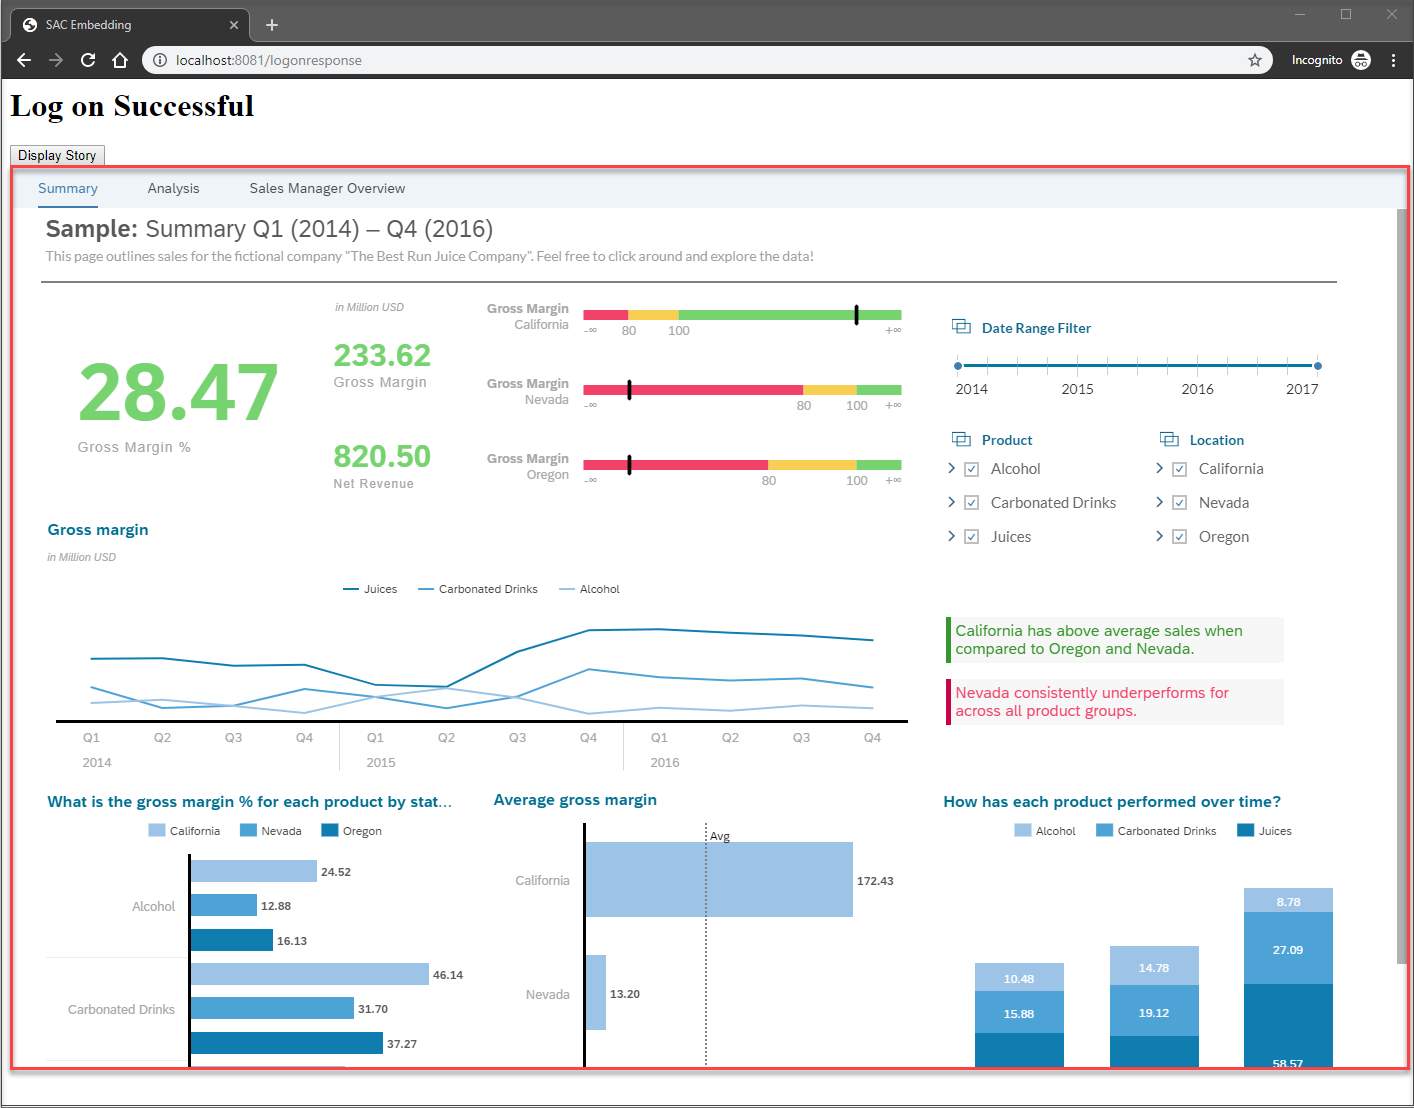 SAC Embedding
localhost:8081/logonresponse
Incognito
Log on Successful
Display Story
Summary Analysis Sales Manager Overview
Sample: Summary Q1 (2014) – Q4 (2016)
This page outlines sales for the fictional company "The Best Run Juice Company". Feel free to click around and explore the data!
28.47
Gross Margin %
in Million USD
233.62
Gross Margin
820.50
Net Revenue
Gross Margin
California
-∞ 80 100 +∞
Gross Margin
Nevada
-∞ 80 100 +∞
Gross Margin
Oregon
-∞ 80 100 +∞
Date Range Filter
2014 2015 2016 2017
Product
Alcohol
Carbonated Drinks
Juices
Location
California
Nevada
Oregon
Gross margin
in Million USD
Juices Carbonated Drinks Alcohol
Q1 Q2 Q3 Q4 Q1 Q2 Q3 Q4 Q1 Q2 Q3 Q4
2014 2015 2016
California has above average sales when
compared to Oregon and Nevada.
Nevada consistently underperforms for
across all product groups.
What is the gross margin % for each product by stat...
California Nevada Oregon
Alcohol
24.52
12.88
16.13
Carbonated Drinks
46.14
31.70
37.27
Average gross margin
Avg
California
172.43
Nevada
13.20
How has each product performed over time?
Alcohol Carbonated Drinks Juices
10.48
15.88
14.78
19.12
8.78
27.09
58.57